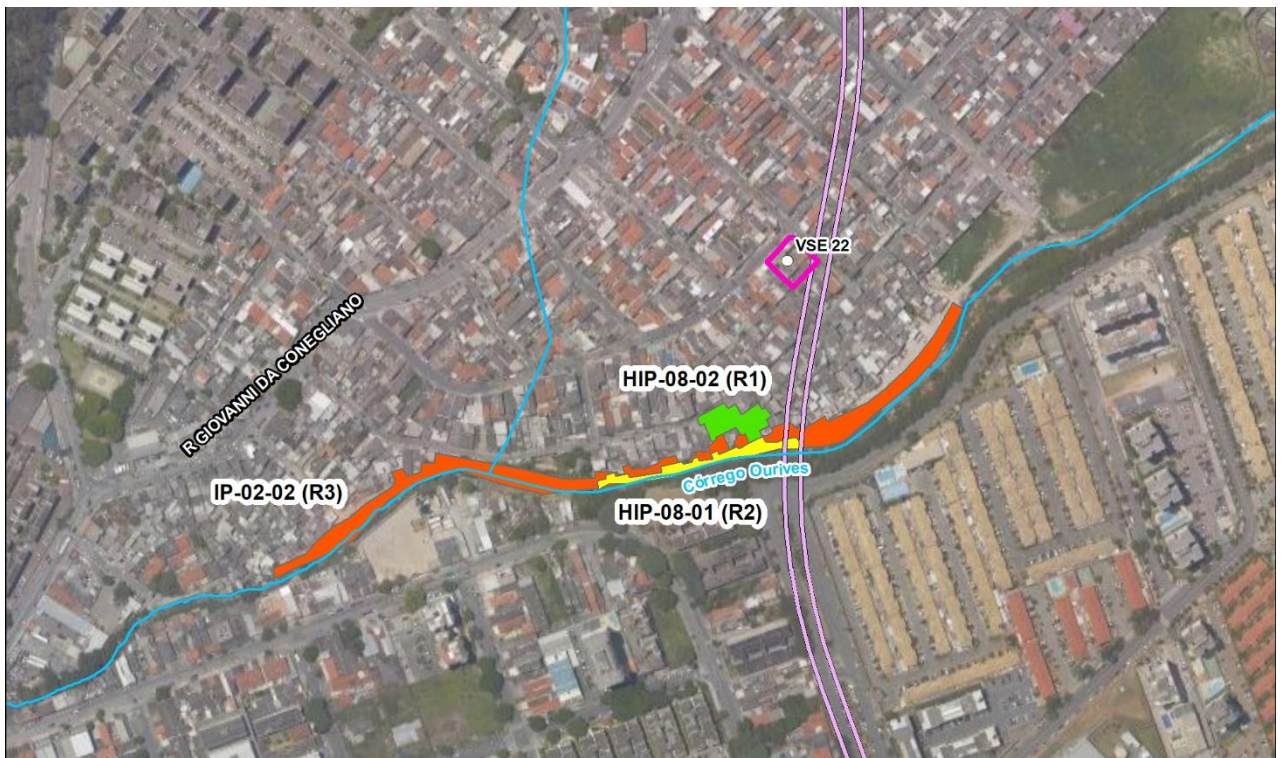 VSE 22
R GIOVANNI DA CONEGLIANO
HIP-08-02 (R1)
Córrego Ourives
IP-02-02 (R3)
HIP-08-01 (R2)